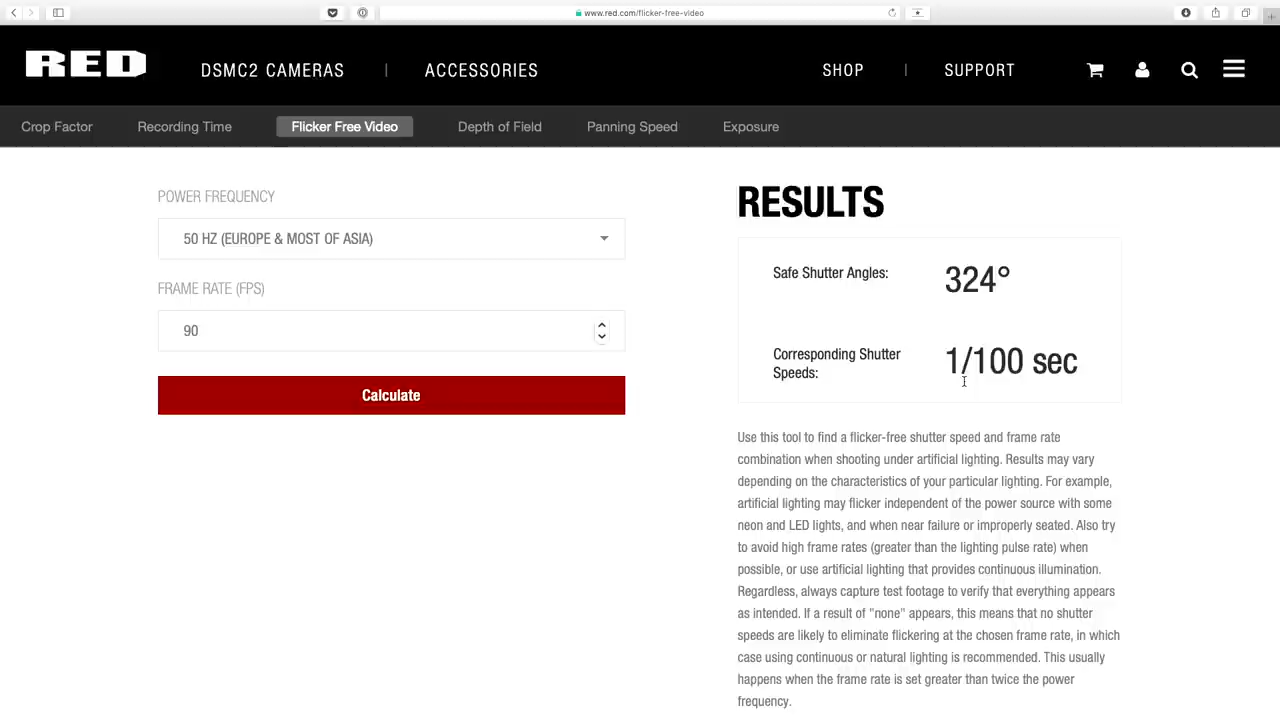 www.red.com/flicker-free-video
RED
DSMC2 CAMERAS | ACCESSORIES
SHOP | SUPPORT
Crop Factor
Recording Time
Flicker Free Video
Depth of Field
Panning Speed
Exposure
POWER FREQUENCY
50 HZ (EUROPE & MOST OF ASIA)
FRAME RATE (FPS)
90
Calculate
RESULTS
Safe Shutter Angles:
324°
Corresponding Shutter
Speeds:
1/100 sec
Use this tool to find a flicker-free shutter speed and frame rate
combination when shooting under artificial lighting. Results may vary
depending on the characteristics of your particular lighting. For example,
artificial lighting may flicker independent of the power source with some
neon and LED lights, and when near failure or improperly seated. Also try
to avoid high frame rates (greater than the lighting pulse rate) when
possible, or use artificial lighting that provides continuous illumination.
Regardless, always capture test footage to verify that everything appears
as intended. If a result of "none" appears, this means that no shutter
speeds are likely to eliminate flickering at the chosen frame rate, in which
case using continuous or natural lighting is recommended. This usually
happens when the frame rate is set greater than twice the power
frequency.